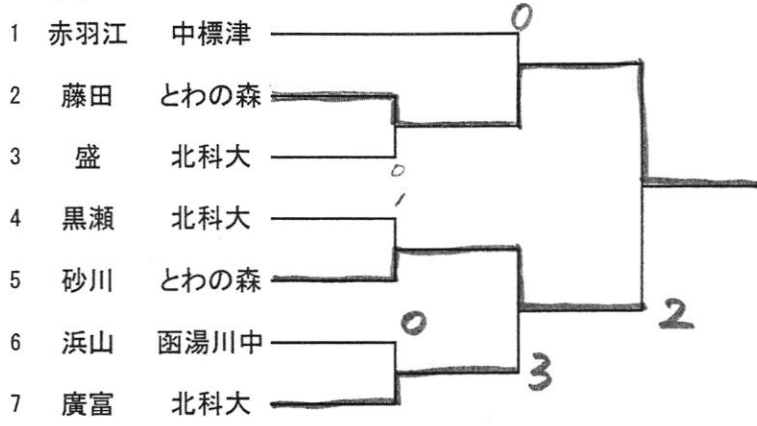 0
1 赤羽江 中標津
2 藤田 とわの森
3 盛 北科大
0
1
4 黒瀬 北科大
5 砂川 とわの森
0
2
6 浜山 函湯川中
3
7 廣富 北科大